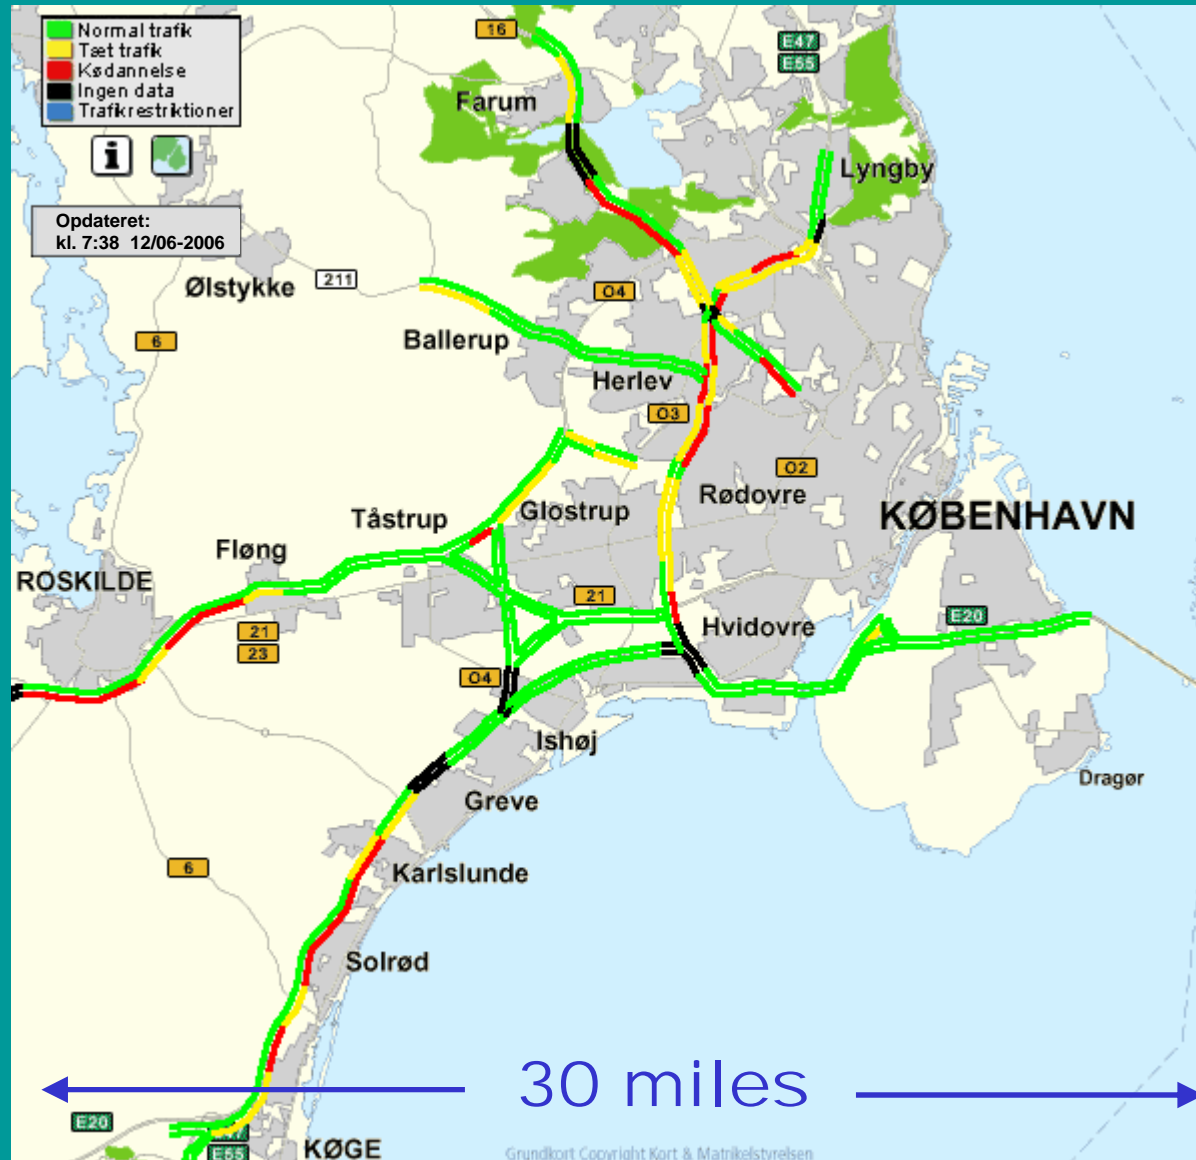 Normal trafik
Tæt trafik
Kødannelse
Ingen data
Trafikrestriktioner
i
Opdateret:
kl. 7:38 12/06-2006
16
E47
E55
Farum
Lyngby
Ølstykke
211
O4
6
Ballerup
Herlev
O3
O2
Rødovre
KØBENHAVN
Glostrup
Tåstrup
Fløng
ROSKILDE
21
E20
21
23
Hvidovre
O4
Ishøj
Dragør
Greve
6
Karlslunde
Solrød
30 miles
E20
E47
E55
KØGE
Grundkort Copyright Kort & Matrikelstyrelsen